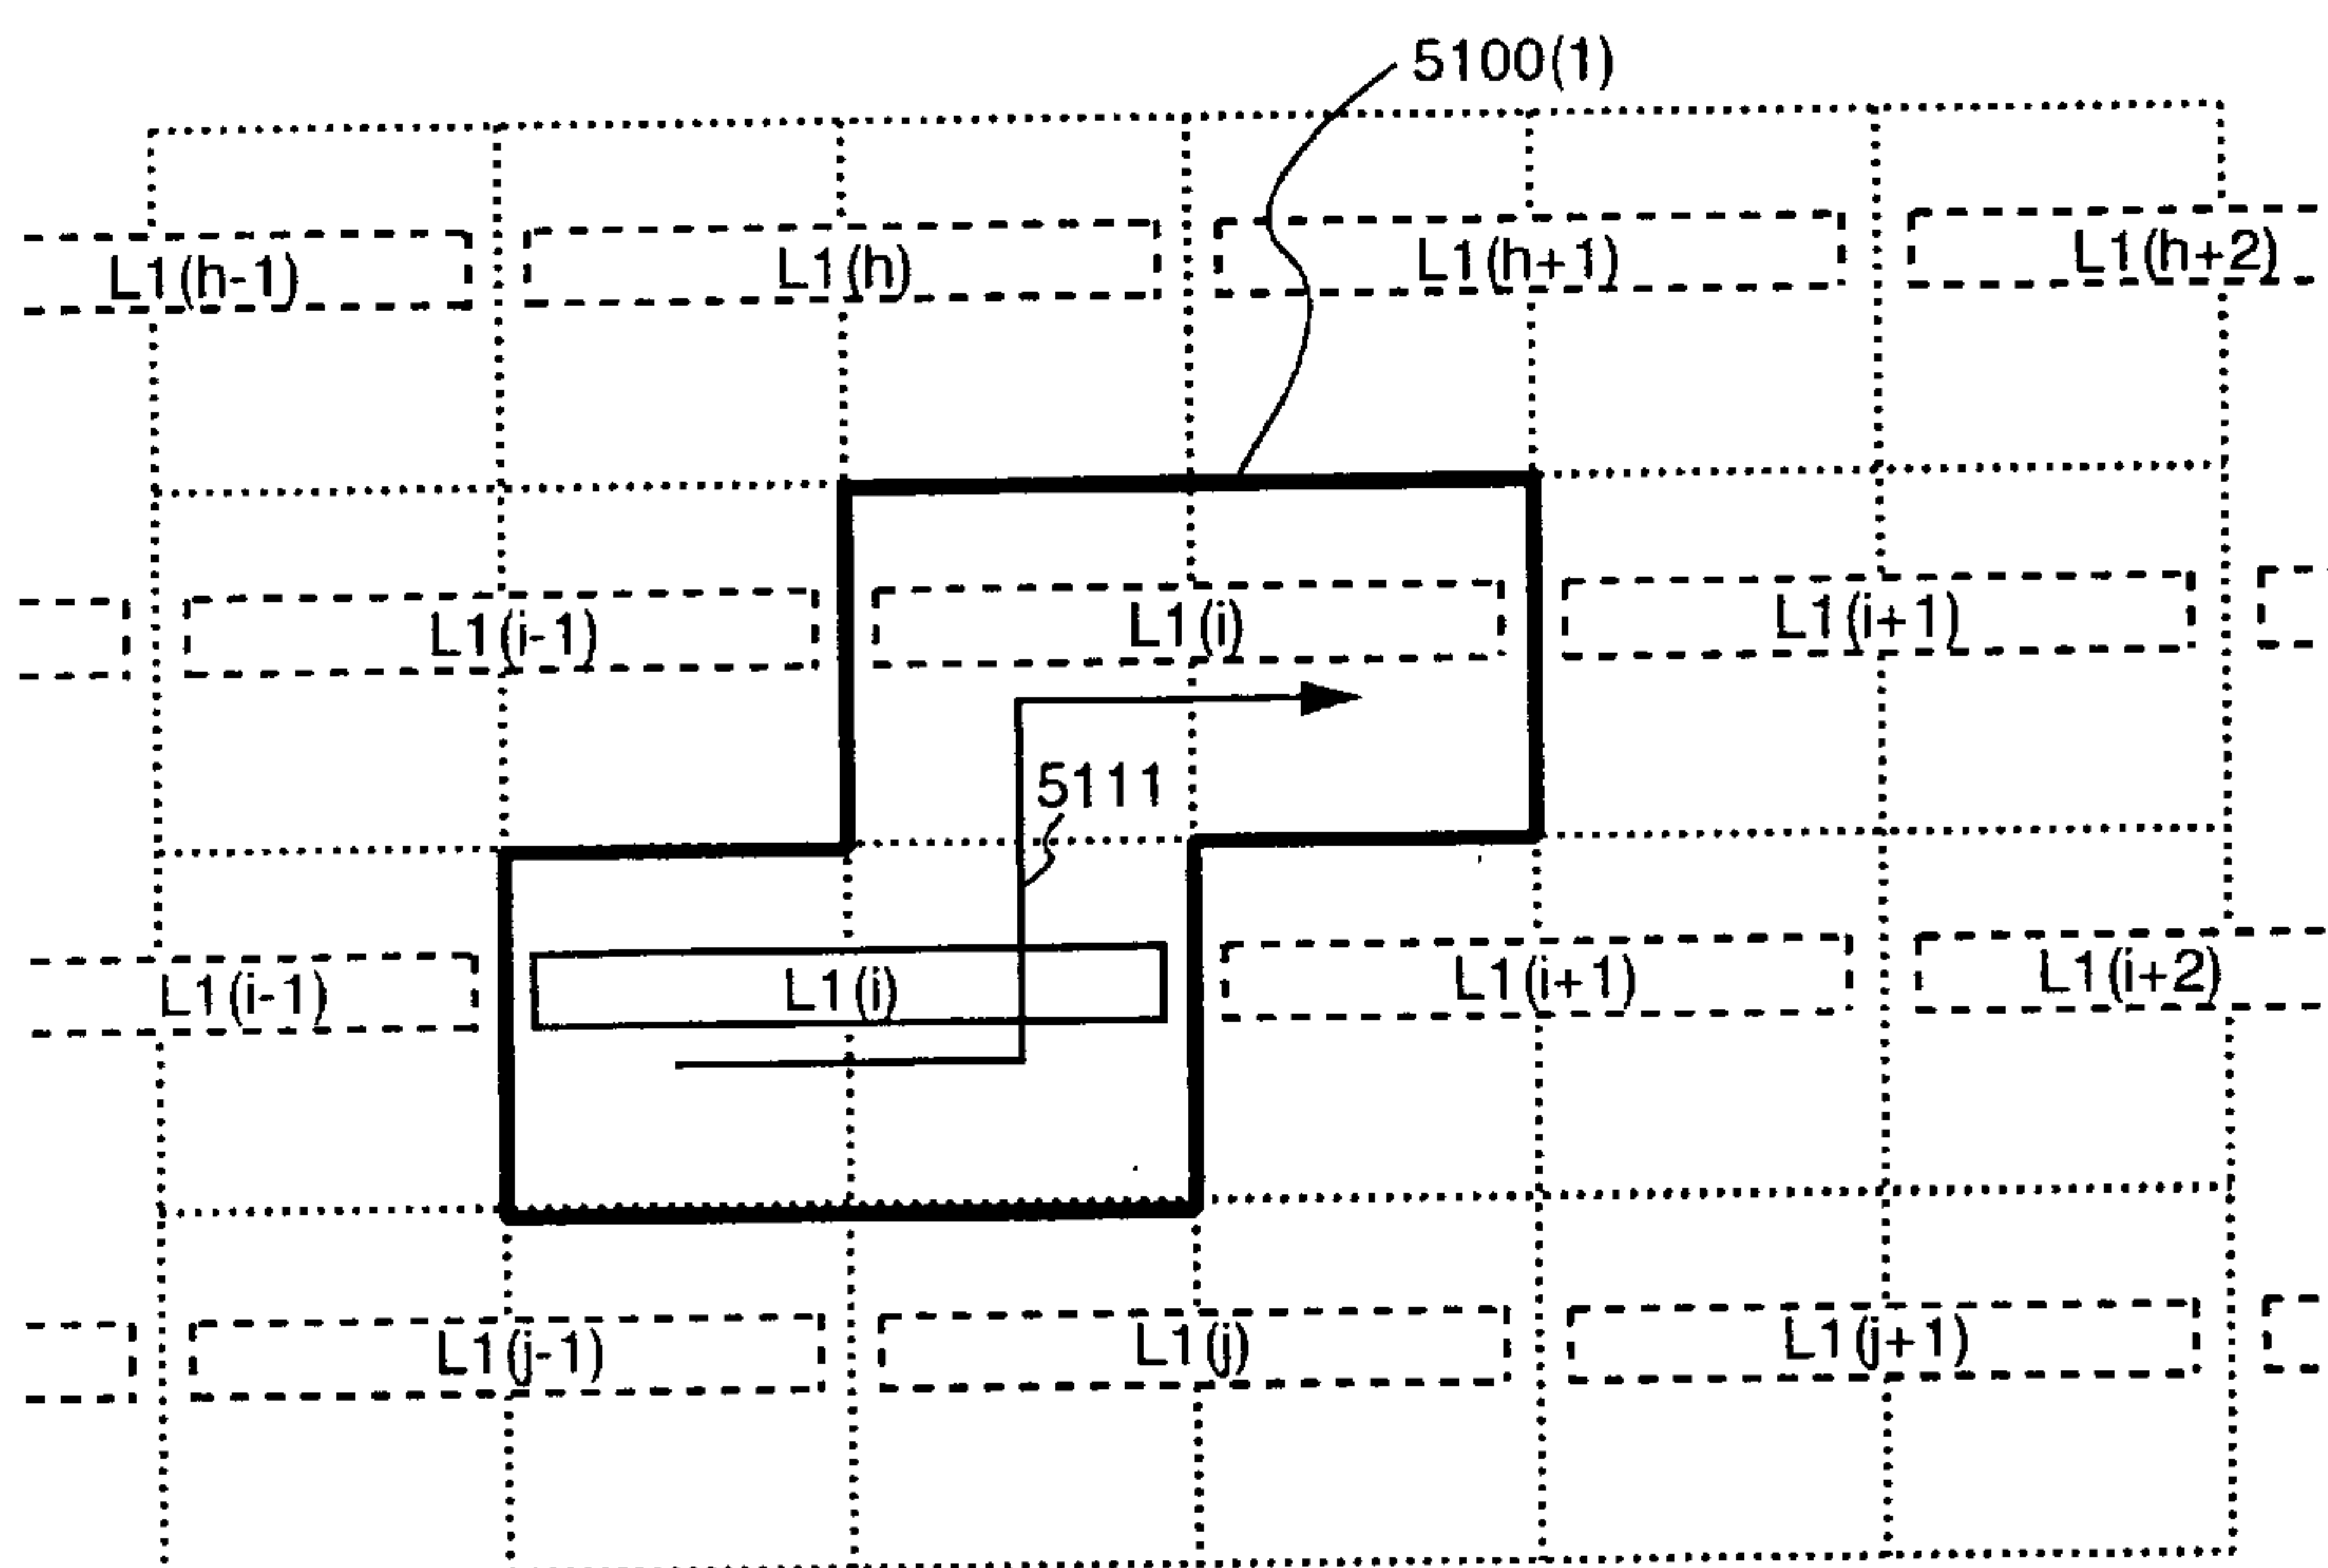 5100(1)
L1(h-1) L1(h) L1(h+1) L1(h+2)
L1(i-1) L1(i) L1(i+1)
5111
L1(i-1) L1(i) L1(i+1) L1(i+2)
L1(j-1) L1(j) L1(j+1)